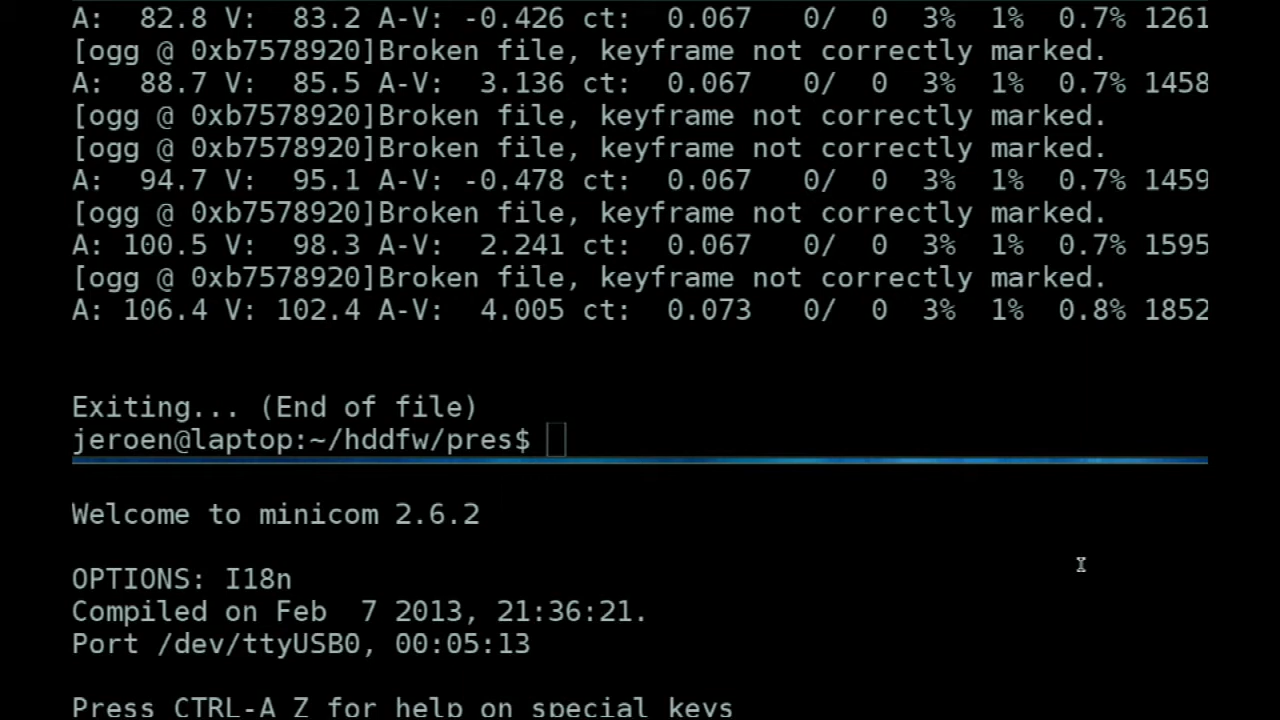 A:  82.8 V:  83.2 A-V: -0.426 ct:  0.067   0/  0  3%  1%  0.7% 1261
[ogg @ 0xb7578920]Broken file, keyframe not correctly marked.
A:  88.7 V:  85.5 A-V:  3.136 ct:  0.067   0/  0  3%  1%  0.7% 1458
[ogg @ 0xb7578920]Broken file, keyframe not correctly marked.
[ogg @ 0xb7578920]Broken file, keyframe not correctly marked.
A:  94.7 V:  95.1 A-V: -0.478 ct:  0.067   0/  0  3%  1%  0.7% 1459
[ogg @ 0xb7578920]Broken file, keyframe not correctly marked.
A: 100.5 V:  98.3 A-V:  2.241 ct:  0.067   0/  0  3%  1%  0.7% 1595
[ogg @ 0xb7578920]Broken file, keyframe not correctly marked.
A: 106.4 V: 102.4 A-V:  4.005 ct:  0.073   0/  0  3%  1%  0.8% 1852
Exiting... (End of file)
jeroen@laptop:~/hddfw/pres$
Welcome to minicom 2.6.2
OPTIONS: I18n
Compiled on Feb  7 2013, 21:36:21.
Port /dev/ttyUSB0, 00:05:13
Press CTRL-A Z for help on special keys